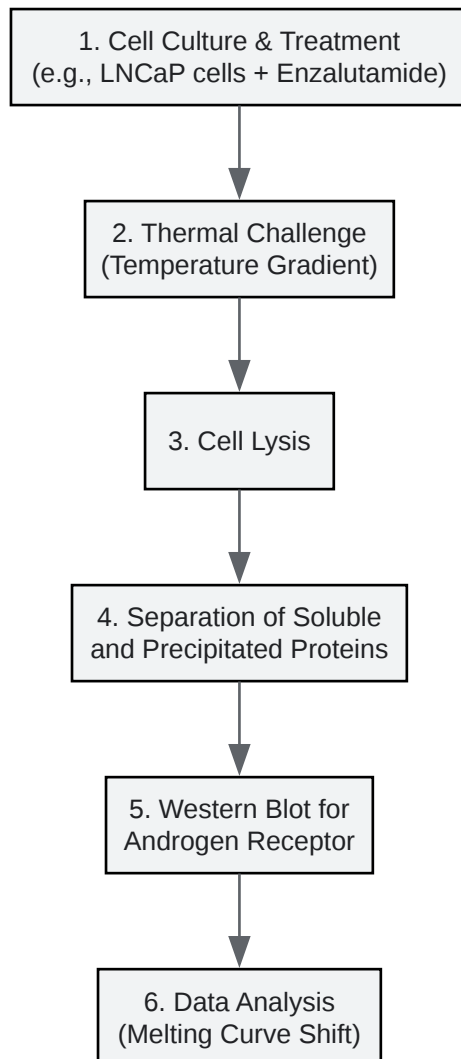 1. Cell Culture & Treatment
(e.g., LNCaP cells + Enzalutamide)
2. Thermal Challenge
(Temperature Gradient)
3. Cell Lysis
4. Separation of Soluble
and Precipitated Proteins
5. Western Blot for
Androgen Receptor
6. Data Analysis
(Melting Curve Shift)